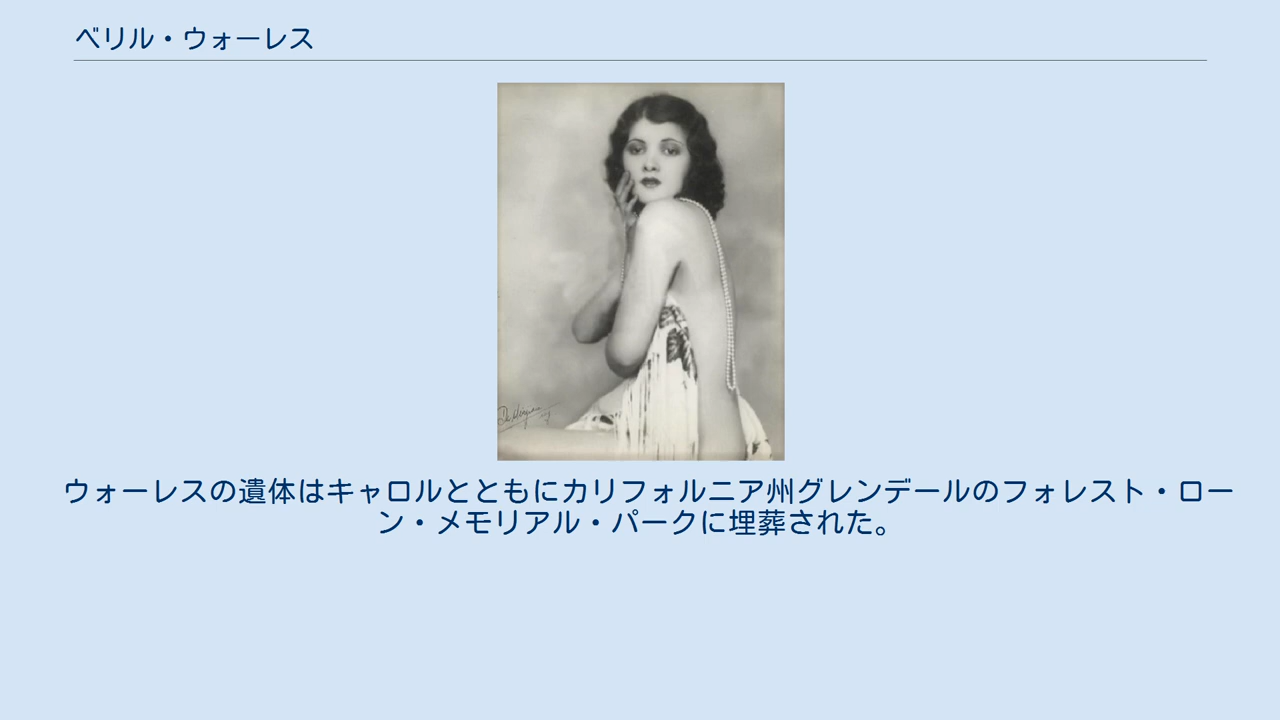 ベリル・ウォーレス
ウォーレスの遺体はキャロルとともにカリフォルニア州グレンデールのフォレスト・ロー
ン・メモリアル・パークに埋葬された。